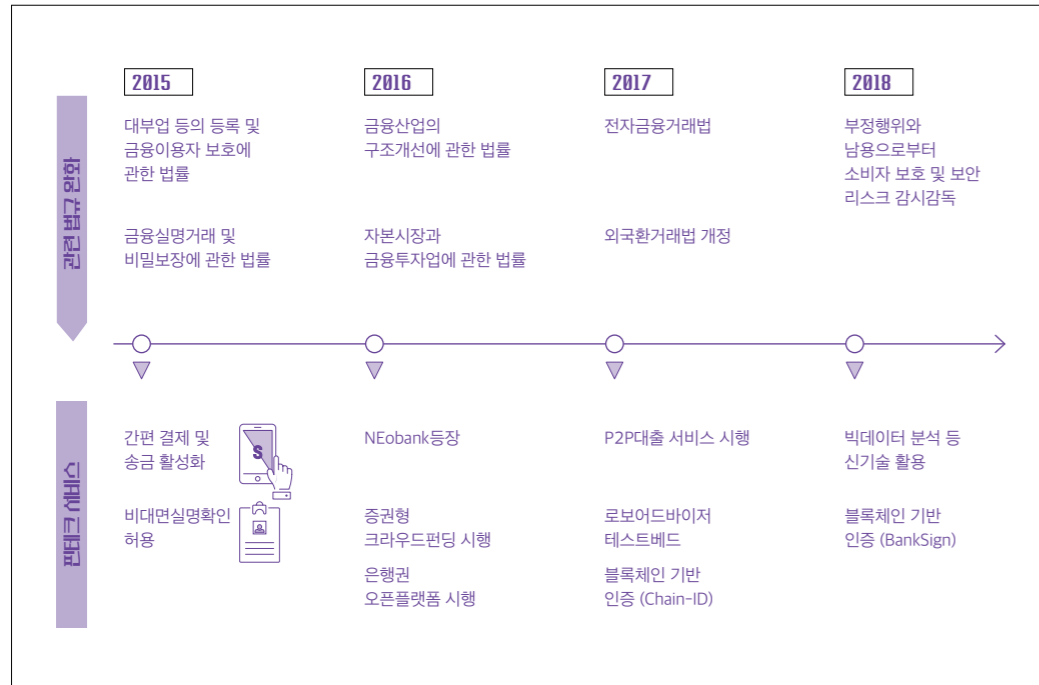 2015
2016
2017
2018
관련 법규 완화
대부업 등의 등록 및
금융이용자 보호에
관한 법률
금융산업의
구조개선에 관한 법률
전자금융거래법
부정행위와
남용으로부터
소비자 보호 및 보안
리스크 감시감독
금융실명거래 및
비밀보장에 관한 법률
자본시장과
금융투자업에 관한 법률
외국환거래법 개정
핀테크 서비스
간편 결제 및
송금 활성화
S
NEobank등장
P2P대출 서비스 시행
빅데이터 분석 등
신기술 활용
비대면실명확인
허용
증권형
크라우드펀딩 시행
로보어드바이저
테스트베드
블록체인 기반
인증 (BankSign)
은행권
오픈플랫폼 시행
블록체인 기반
인증 (Chain-ID)